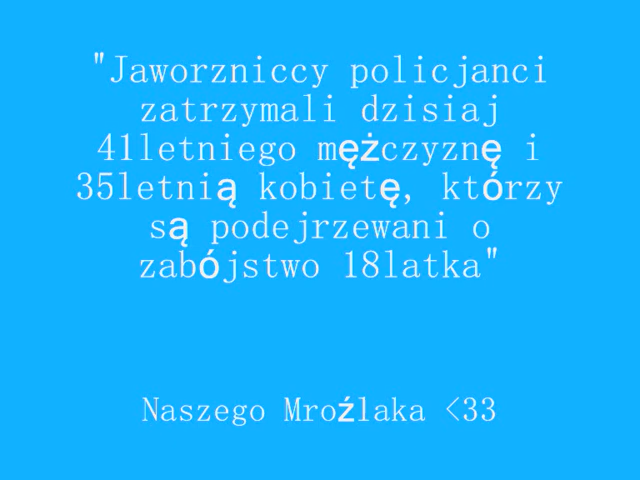 "Jaworzniccy policjanci
zatrzymali dzisiaj
41letniego mężczyznę i
35letnią kobietę, którzy
są podejrzewani o
zabójstwo 18latka"
Naszego Mroźlaka <33